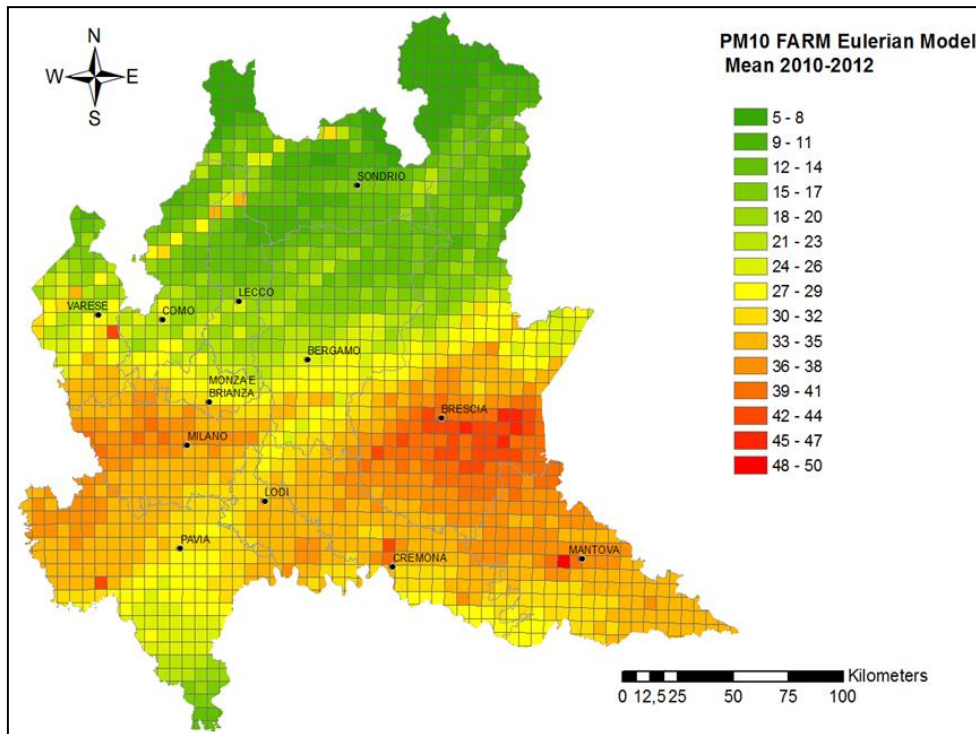 N
W E
S
PM10 FARM Eulerian Model
Mean 2010-2012
5 - 8
9 - 11
12 - 14
15 - 17
18 - 20
21 - 23
24 - 26
27 - 29
30 - 32
33 - 35
36 - 38
39 - 41
42 - 44
45 - 47
48 - 50
SONDRIO
LECCO
VARESE
COMO
BERGAMO
MONZA E
BRIANZA
BRESCIA
MILANO
LODI
PAVIA
CREMONA
MANTOVA
Kilometers
0 12,5 25 50 75 100